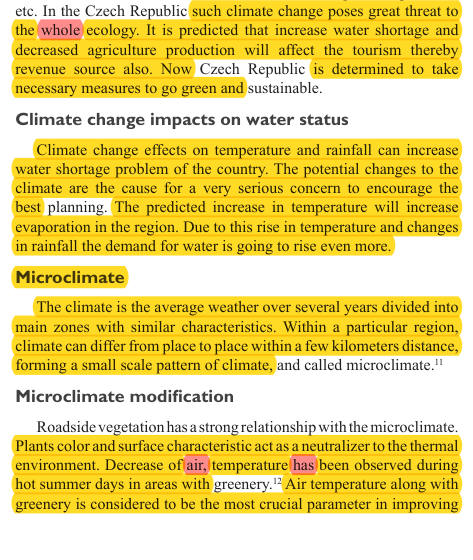 etc. In the Czech Republic such climate change poses great threat to
the whole ecology. It is predicted that increase water shortage and
decreased agriculture production will affect the tourism thereby
revenue source also. Now Czech Republic is determined to take
necessary measures to go green and sustainable.
Climate change impacts on water status
Climate change effects on temperature and rainfall can increase
water shortage problem of the country. The potential changes to the
climate are the cause for a very serious concern to encourage the
best planning. The predicted increase in temperature will increase
evaporation in the region. Due to this rise in temperature and changes
in rainfall the demand for water is going to rise even more.
Microclimate
The climate is the average weather over several years divided into
main zones with similar characteristics. Within a particular region,
climate can differ from place to place within a few kilometers distance,
forming a small scale pattern of climate, and called microclimate.¹¹
Microclimate modification
Roadside vegetation has a strong relationship with the microclimate.
Plants color and surface characteristic act as a neutralizer to the thermal
environment. Decrease of air, temperature has been observed during
hot summer days in areas with greenery.¹² Air temperature along with
greenery is considered to be the most crucial parameter in improving